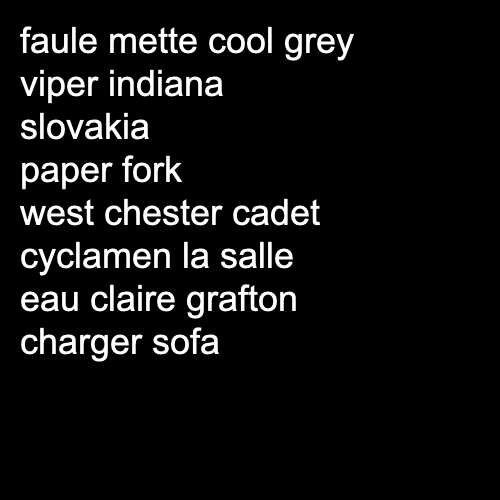 faule mette cool grey
viper indiana
slovakia
paper fork
west chester cadet
cyclamen la salle
eau claire grafton
charger sofa